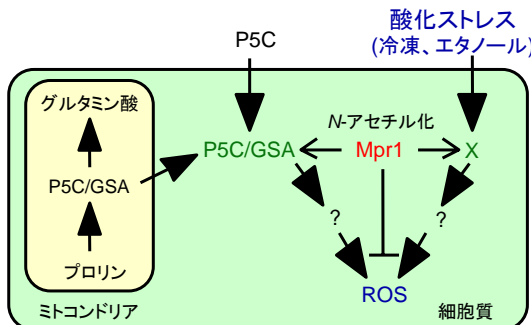 酸化ストレス
(冷凍、エタノール)
P5C
グルタミン酸
N-アセチル化
P5C/GSA
Mpr1
X
P5C/GSA
?
?
プロリン
ROS
ミトコンドリア
細胞質